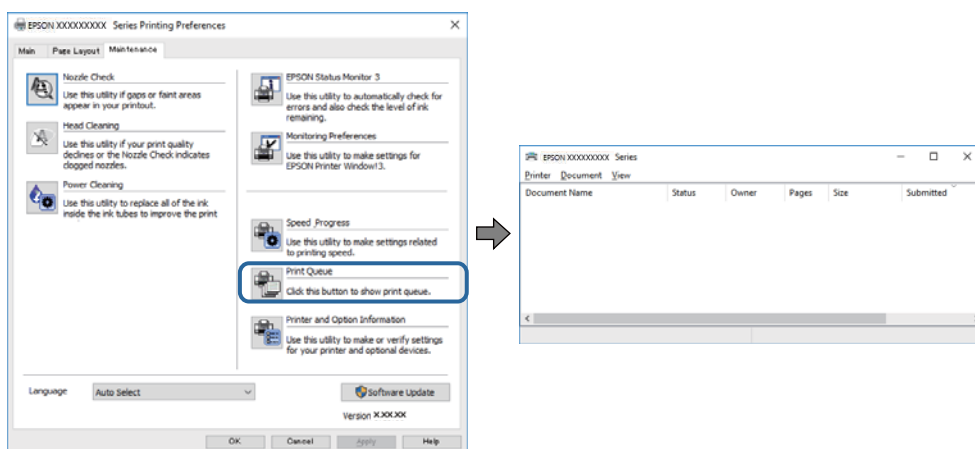 EPSON XXXXXXXXX Series Printing Preferences
Main Page Layout Maintenance
Nozzle Check
Use this utility if gaps or faint areas
appear in your printout.
Head Cleaning
Use this utility if your print quality
declines or the Nozzle Check indicates
clogged nozzles.
Power Cleaning
Use this utility to replace all of the ink
inside the ink tubes to improve the print
EPSON Status Monitor 3
Use this utility to automatically check for
errors and also check the level of ink
remaining.
Monitoring Preferences
Use this utility to make settings for
EPSON Printer Window!3.
Speed Progress
Use this utility to make settings related
to printing speed.
Print Queue
Click this button to show print queue.
Printer and Option Information
Use this utility to make or verify settings
for your printer and optional devices.
Language Auto Select Software Update
Version X.XX.XX
OK Cancel Apply Help
EPSON XXXXXXXXX Series
Printer Document View
Document Name Status Owner Pages Size Submitted